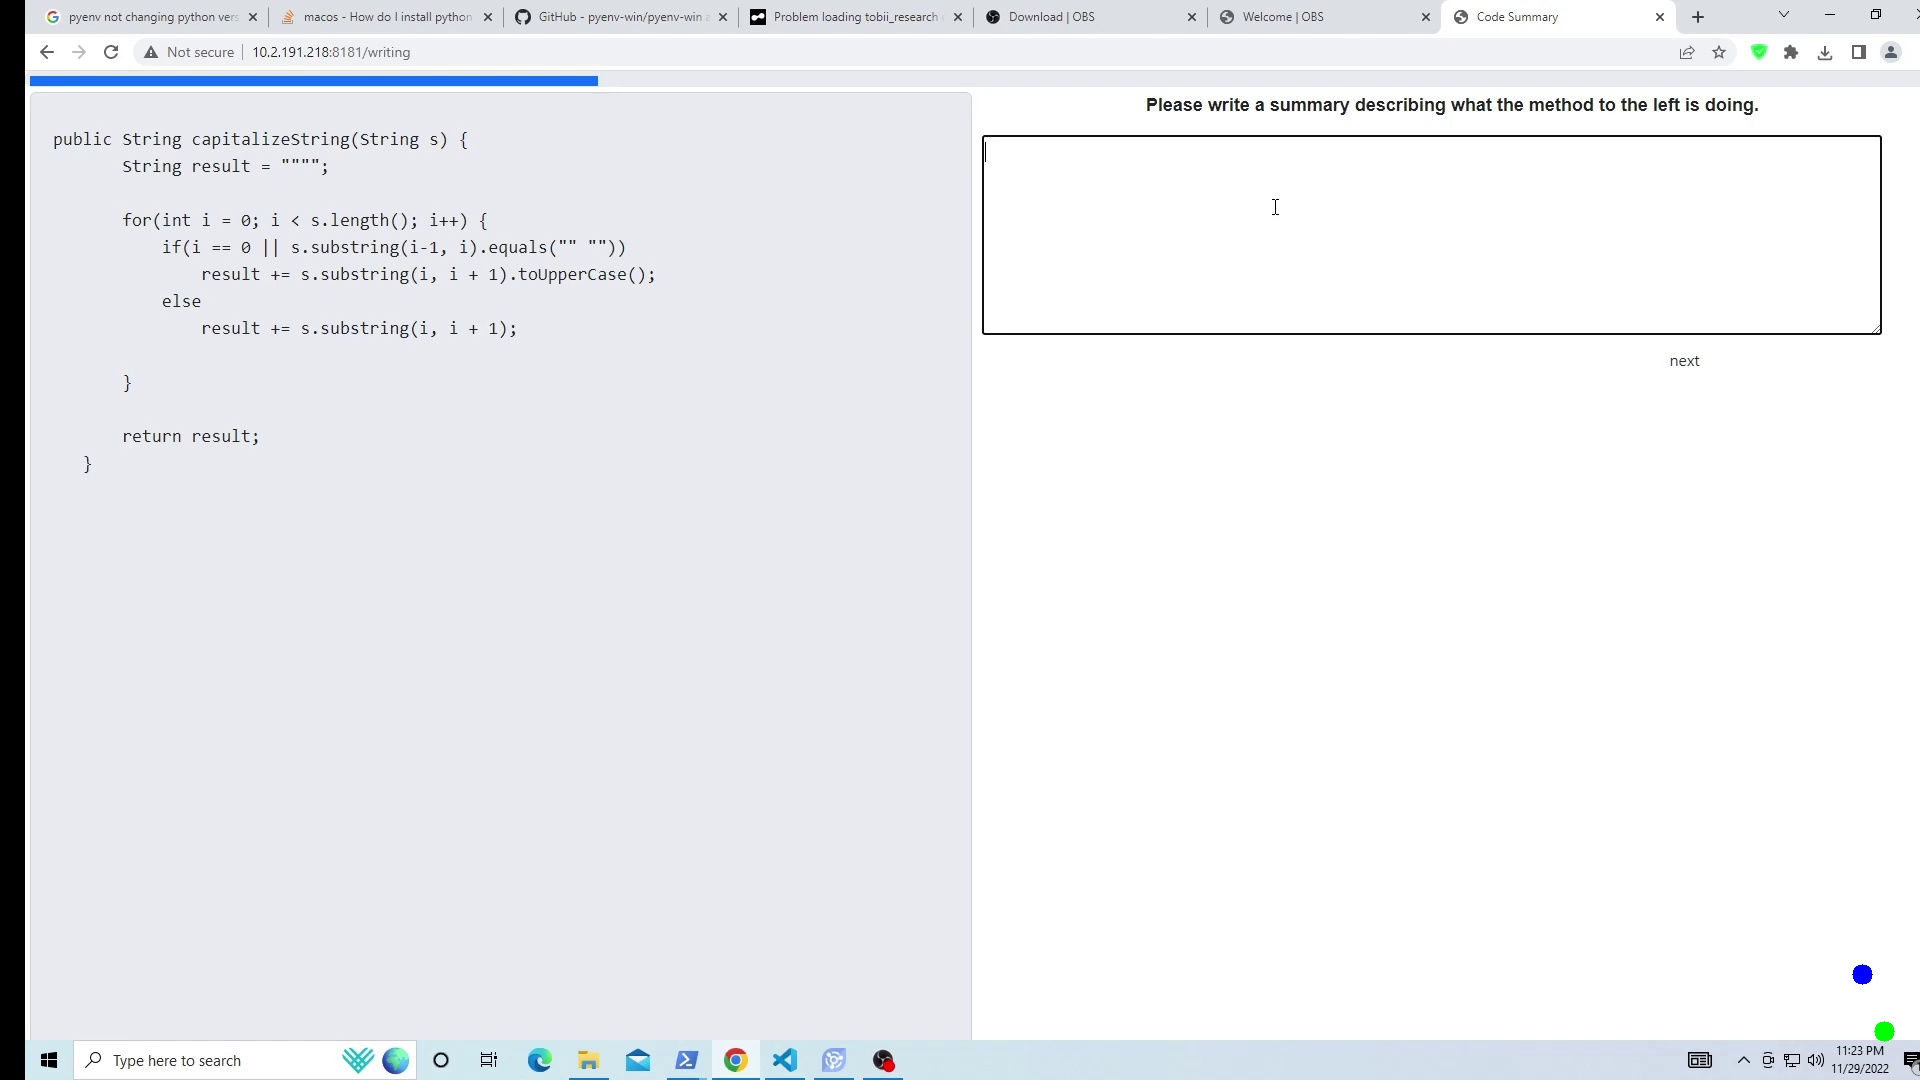 pyenv not changing python vers
macos - How do I install python
GitHub - pyenv-win/pyenv-win
Problem loading tobii_research
Download | OBS
Welcome | OBS
Code Summary
Not secure
10.2.191.218:8181/writing
public String capitalizeString(String s) {
String result = """";
for(int i = 0; i < s.length(); i++) {
if(i == 0 || s.substring(i-1, i).equals("" ""))
result += s.substring(i, i + 1).toUpperCase();
else
result += s.substring(i, i + 1);
}
return result;
}
Please write a summary describing what the method to the left is doing.
next
Type here to search
11:23 PM
11/29/2022